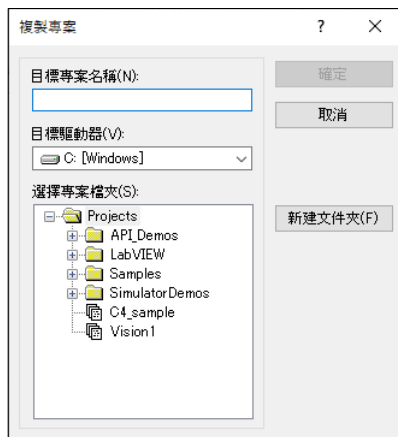 複製專案
?
×
目標專案名稱(N):
確定
取消
目標驅動器(V):
C: [Windows]
選擇專案檔夾(S):
新建文件夾(F)
Projects
API_Demos
LabVIEW
Samples
SimulatorDemos
C4_sample
Vision1